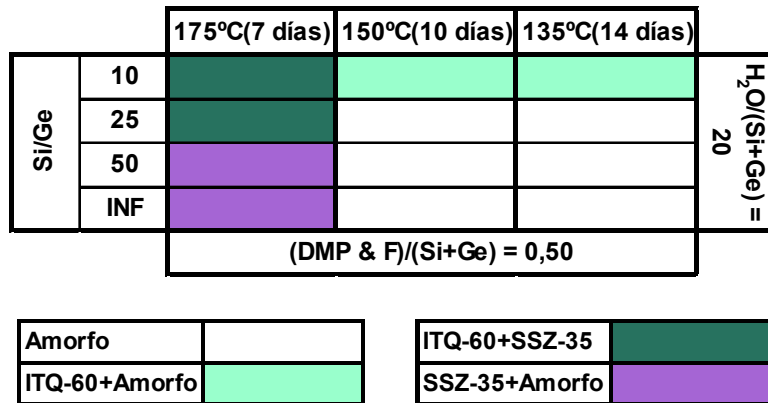 175ºC(7 días) 150ºC(10 días) 135ºC(14 días)
Si/Ge
10
25
50
INF
H₂O/(Si+Ge) =
20
(DMP & F)/(Si+Ge) = 0,50
Amorfo
ITQ-60+Amorfo
ITQ-60+SSZ-35
SSZ-35+Amorfo